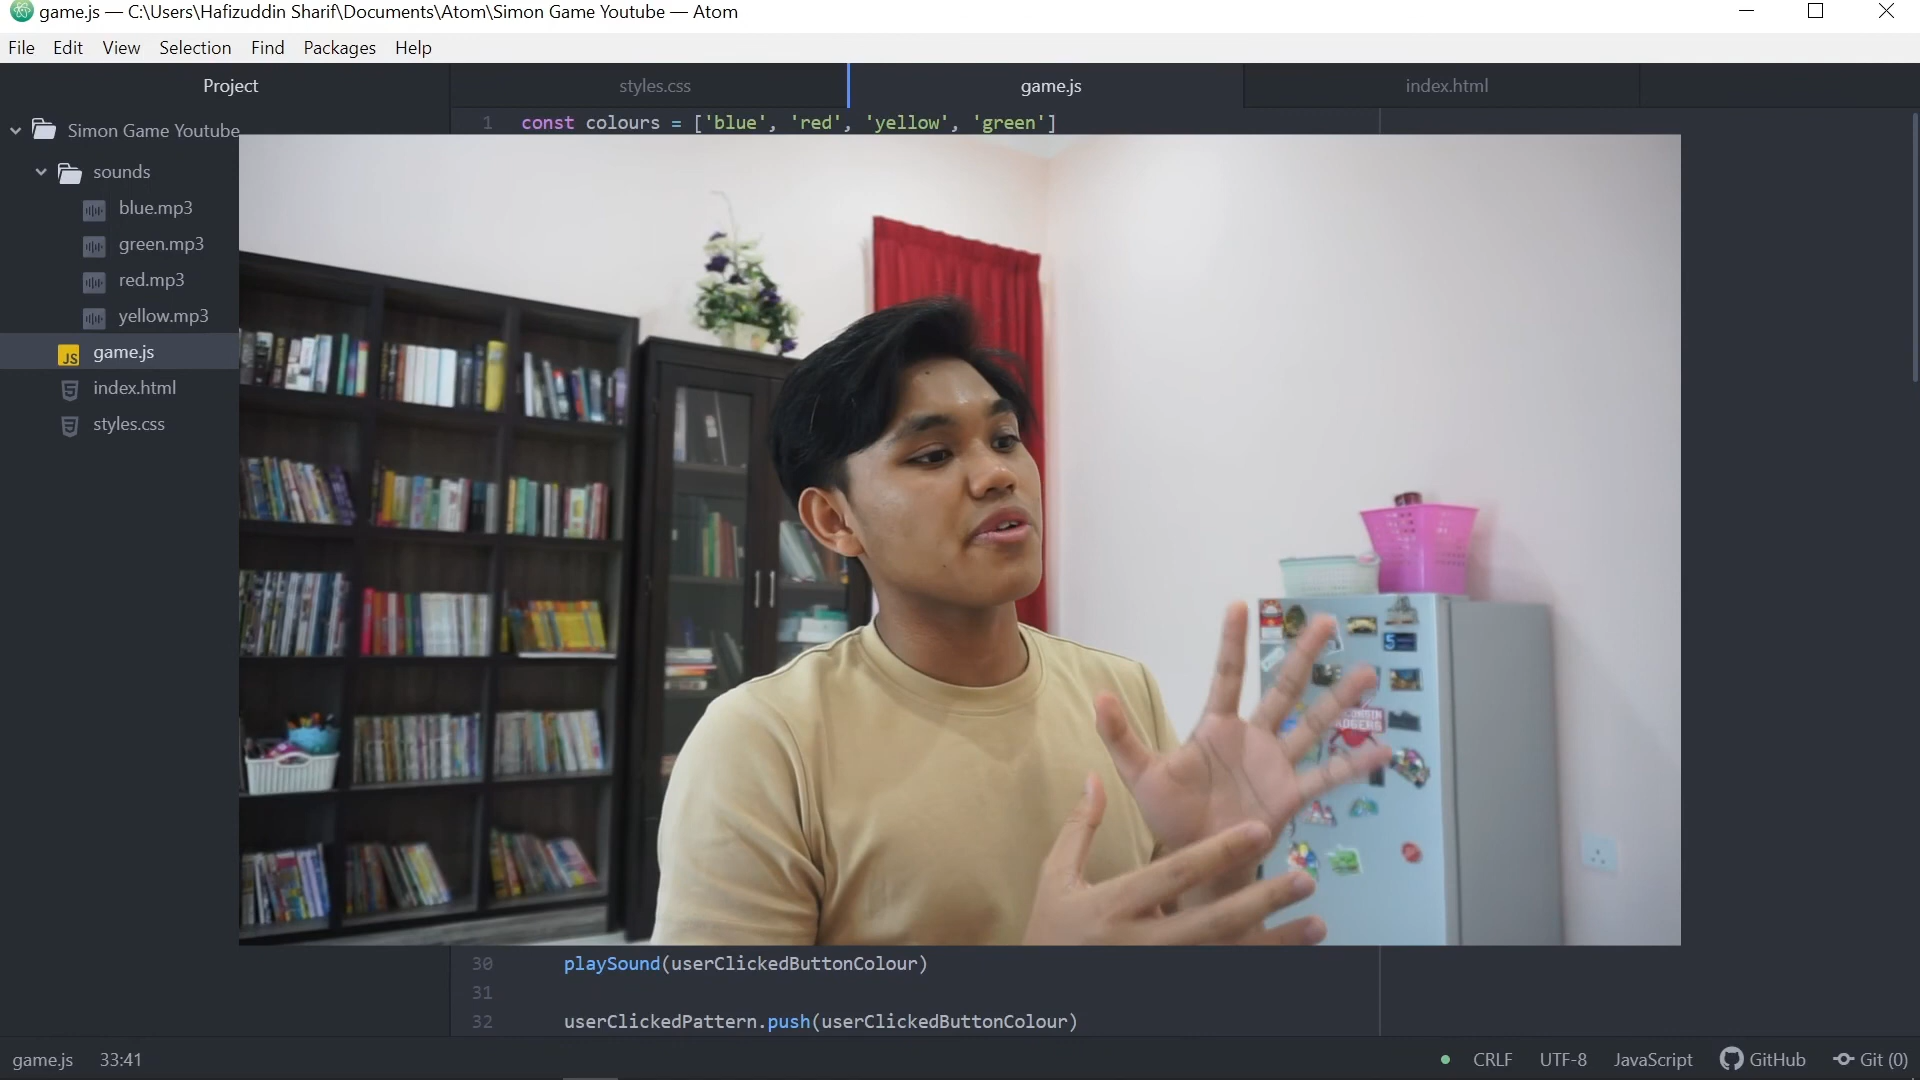 game.js — C:\Users\Hafizuddin Sharif\Documents\Atom\Simon Game Youtube — Atom
File Edit View Selection Find Packages Help
Project
styles.css game.js index.html
Simon Game Youtube
sounds
blue.mp3
green.mp3
red.mp3
yellow.mp3
game.js
index.html
styles.css
1 const colours = ['blue', 'red', 'yellow', 'green']
30 playSound(userClickedButtonColour)
31
32 userClickedPattern.push(userClickedButtonColour)
game.js 33:41 CRLF UTF-8 JavaScript GitHub Git (0)